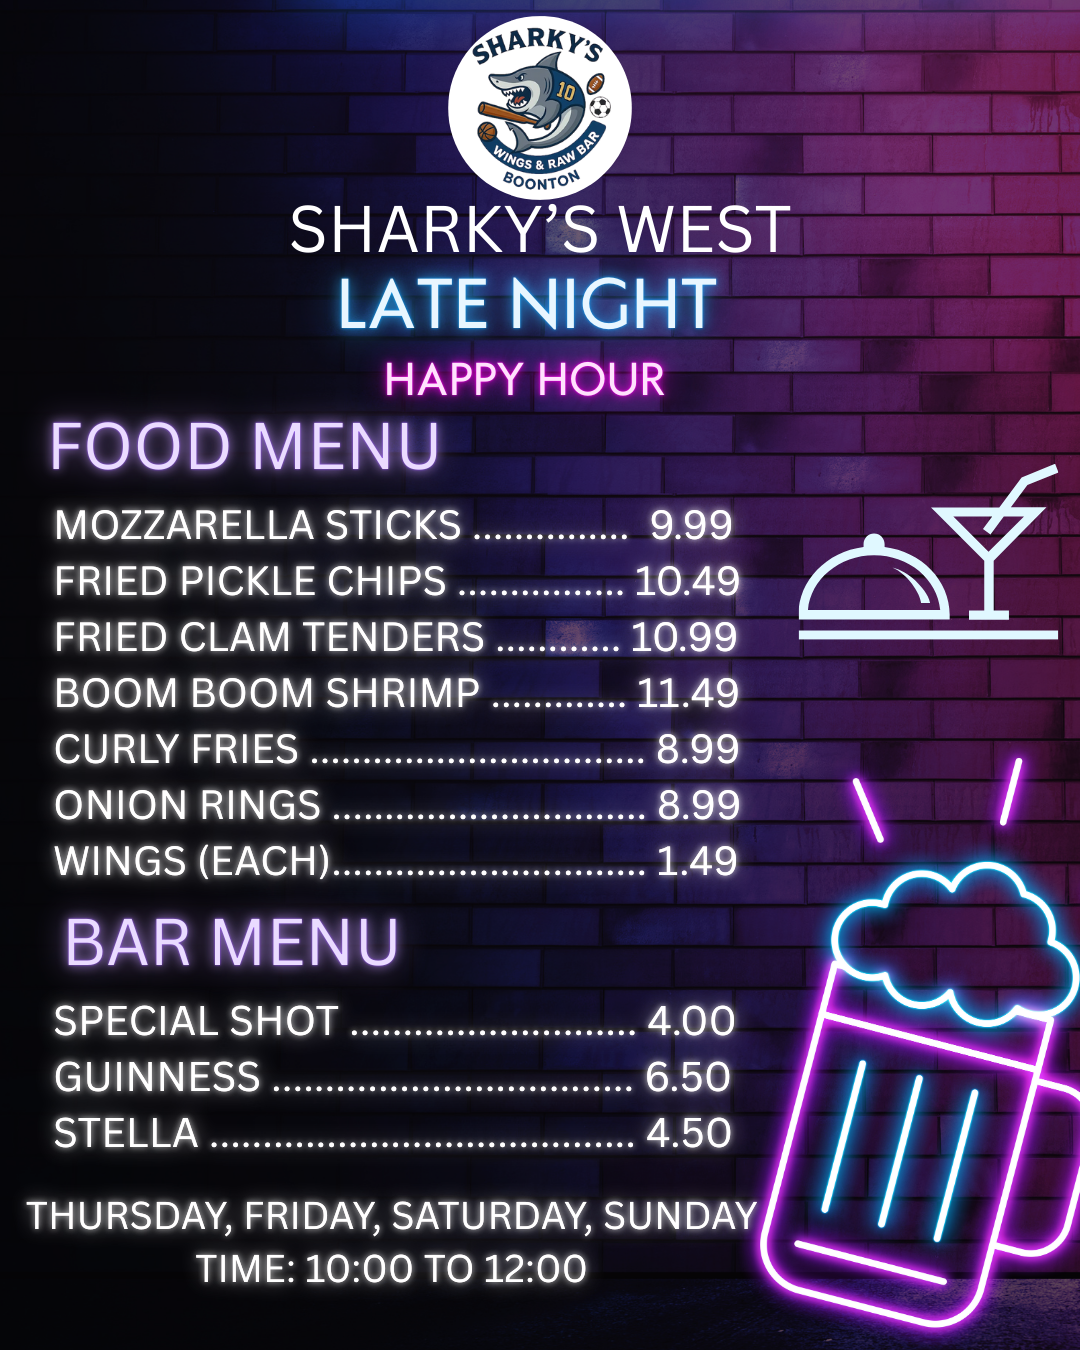 SHARKY'S
10
WINGS & RAW BAR
BOONTON
SHARKY'S WEST
LATE NIGHT
HAPPY HOUR
FOOD MENU
MOZZARELLA STICKS ............... 9.99
FRIED PICKLE CHIPS ................ 10.49
FRIED CLAM TENDERS ............ 10.99
BOOM BOOM SHRIMP ............. 11.49
CURLY FRIES ................................ 8.99
ONION RINGS .............................. 8.99
WINGS (EACH).............................. 1.49
BAR MENU
SPECIAL SHOT ........................... 4.00
GUINNESS .................................. 6.50
STELLA ........................................ 4.50
THURSDAY, FRIDAY, SATURDAY, SUNDAY
TIME: 10:00 TO 12:00